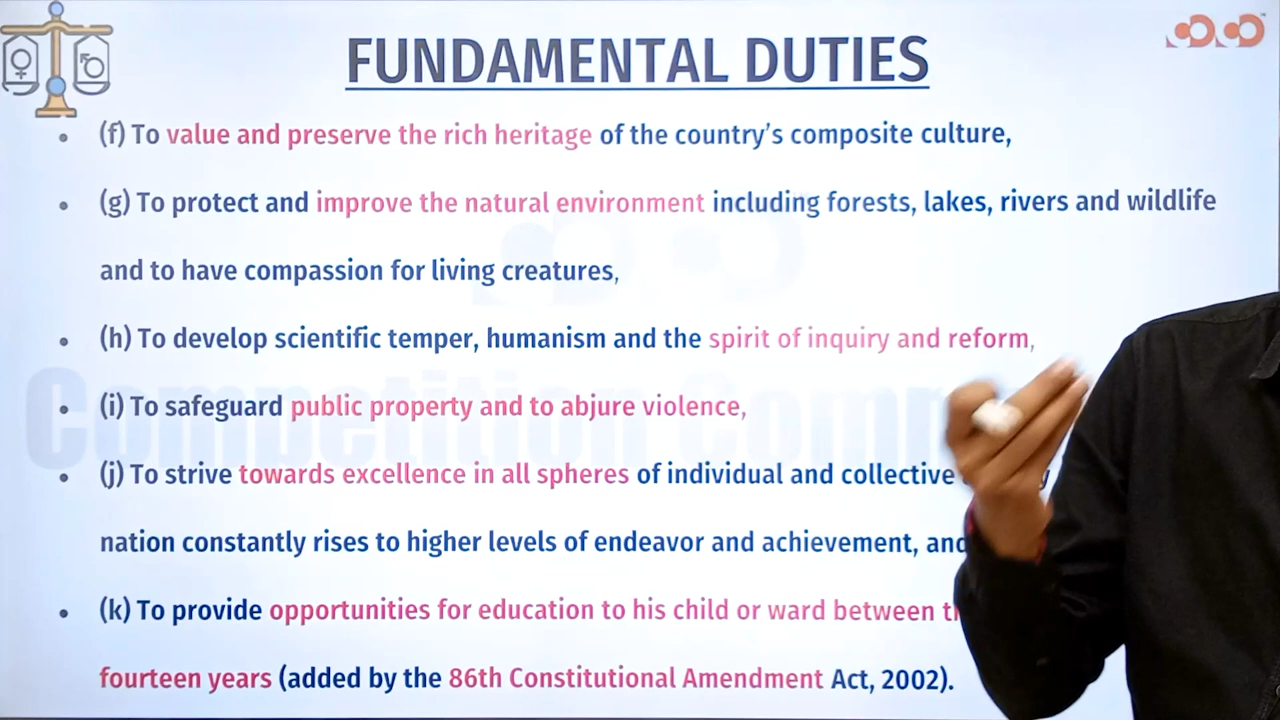 FUNDAMENTAL DUTIES
• (f) To value and preserve the rich heritage of the country's composite culture,
• (g) To protect and improve the natural environment including forests, lakes, rivers and wildlife
and to have compassion for living creatures,
• (h) To develop scientific temper, humanism and the spirit of inquiry and reform,
• (i) To safeguard public property and to abjure violence,
• (j) To strive towards excellence in all spheres of individual and collective
nation constantly rises to higher levels of endeavor and achievement, and
• (k) To provide opportunities for education to his child or ward between
fourteen years (added by the 86th Constitutional Amendment Act, 2002).
Competition